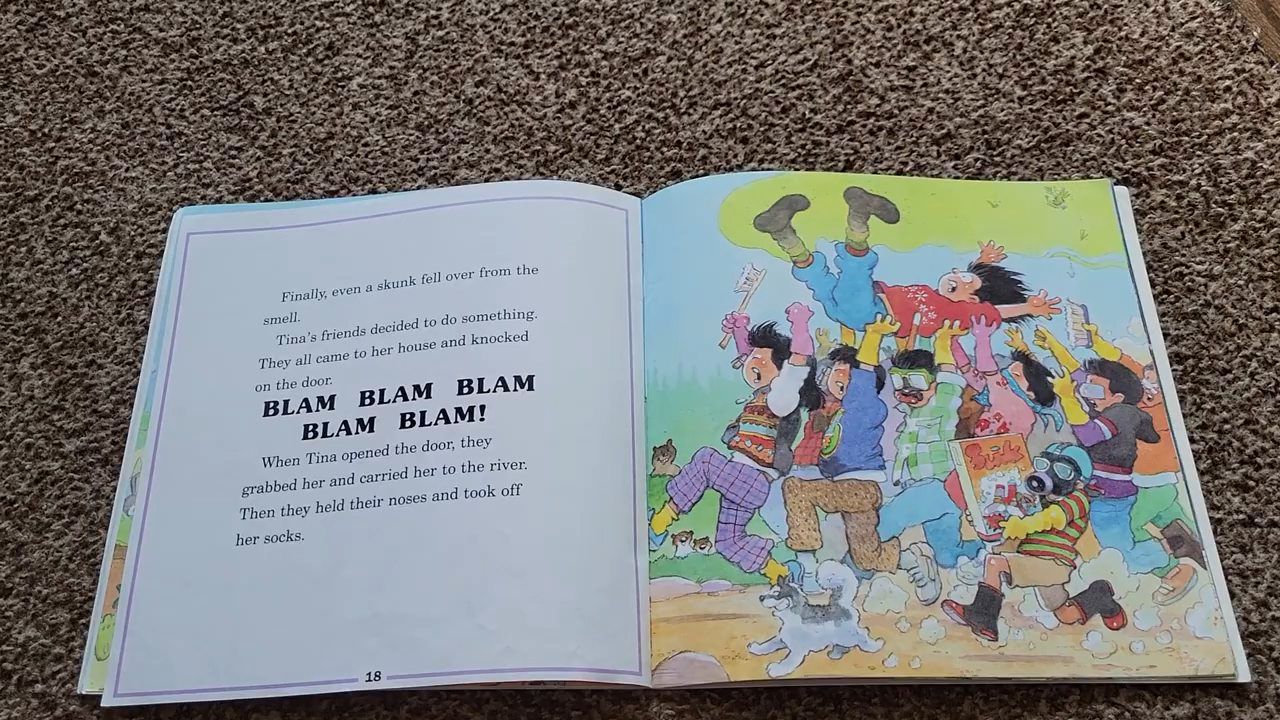 Finally, even a skunk fell over from the
smell.
Tina's friends decided to do something.
They all came to her house and knocked
on the door.
BLAM BLAM BLAM
BLAM BLAM!
When Tina opened the door, they
grabbed her and carried her to the river.
Then they held their noses and took off
her socks.
18